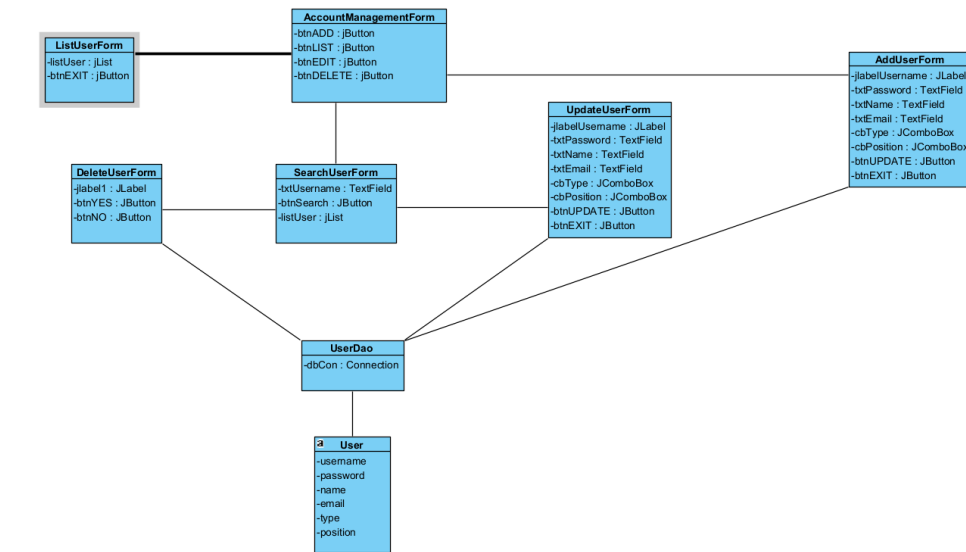 AccountManagementForm
-btnADD : jButton
-btnLIST : jButton
-btnEDIT : jButton
-btnDELETE : jButton
ListUserForm
-listUser : jList
-btnEXIT : jButton
AddUserForm
-jlabelUsername : JLabel
-txtPassword : TextField
-txtName : TextField
-txtEmail : TextField
-cbType : JComboBox
-cbPosition : JComboBox
-btnUPDATE : JButton
-btnEXIT : JButton
UpdateUserForm
-jlabelUsername : JLabel
-txtPassword : TextField
-txtName : TextField
-txtEmail : TextField
-cbType : JComboBox
-cbPosition : JComboBox
-btnUPDATE : JButton
-btnEXIT : JButton
DeleteUserForm
-jlabel1 : JLabel
-btnYES : JButton
-btnNO : JButton
SearchUserForm
-txtUsername : TextField
-btnSearch : JButton
-listUser : jList
UserDao
-dbCon : Connection
a User
-username
-password
-name
-email
-type
-position